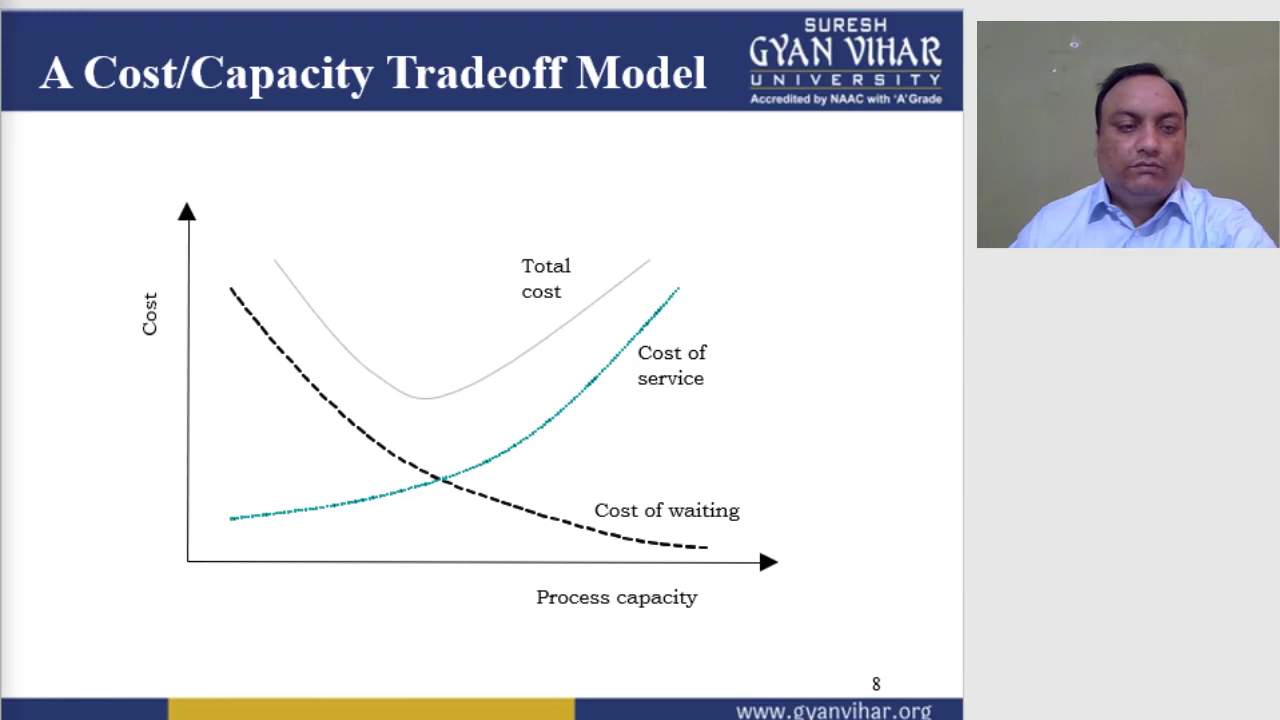 A Cost/Capacity Tradeoff Model
SURESH
GYAN VIHAR
UNIVERSITY
Accredited by NAAC with 'A' Grade
Total
cost
Cost
Cost of
service
Cost of waiting
Process capacity
8
www.gyanvihar.org